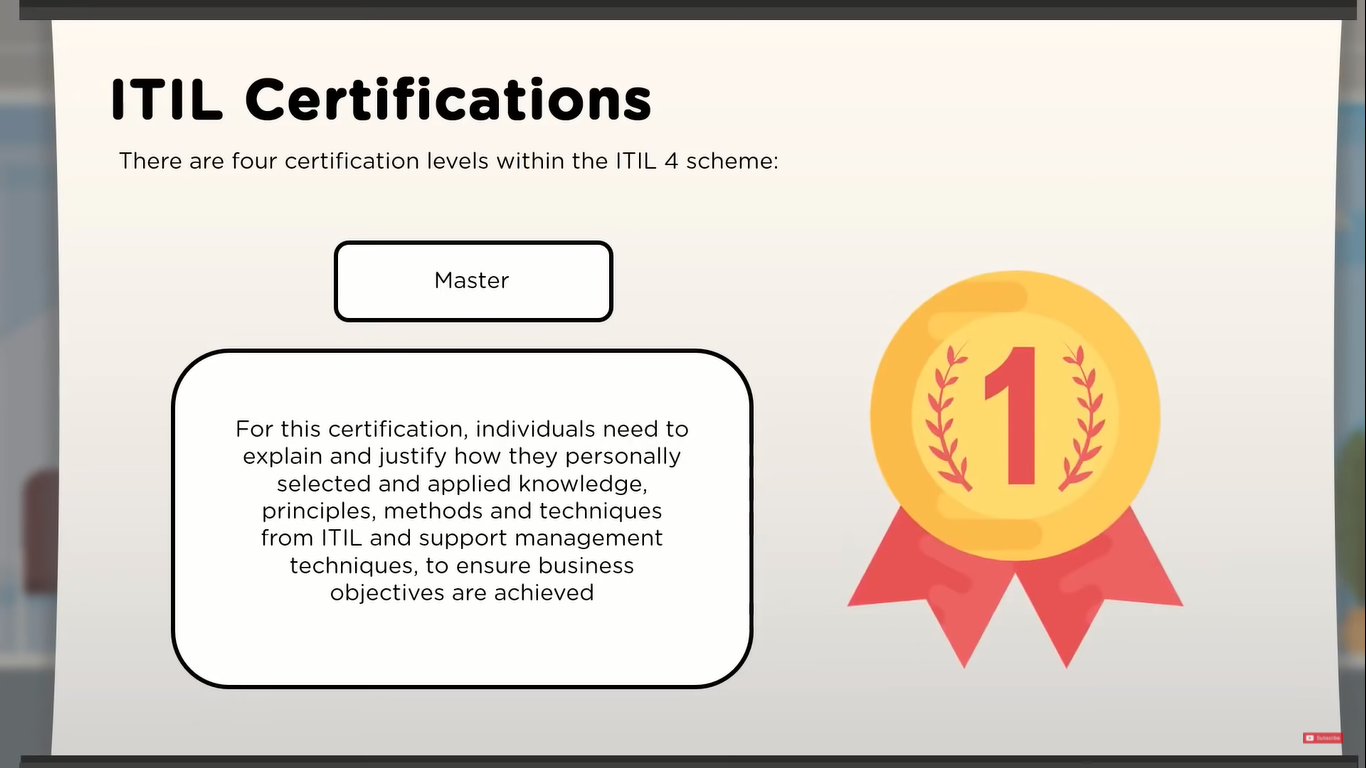 ITIL Certifications
There are four certification levels within the ITIL 4 scheme:
Master
For this certification, individuals need to
explain and justify how they personally
selected and applied knowledge,
principles, methods and techniques
from ITIL and support management
techniques, to ensure business
objectives are achieved
1
Subscribe